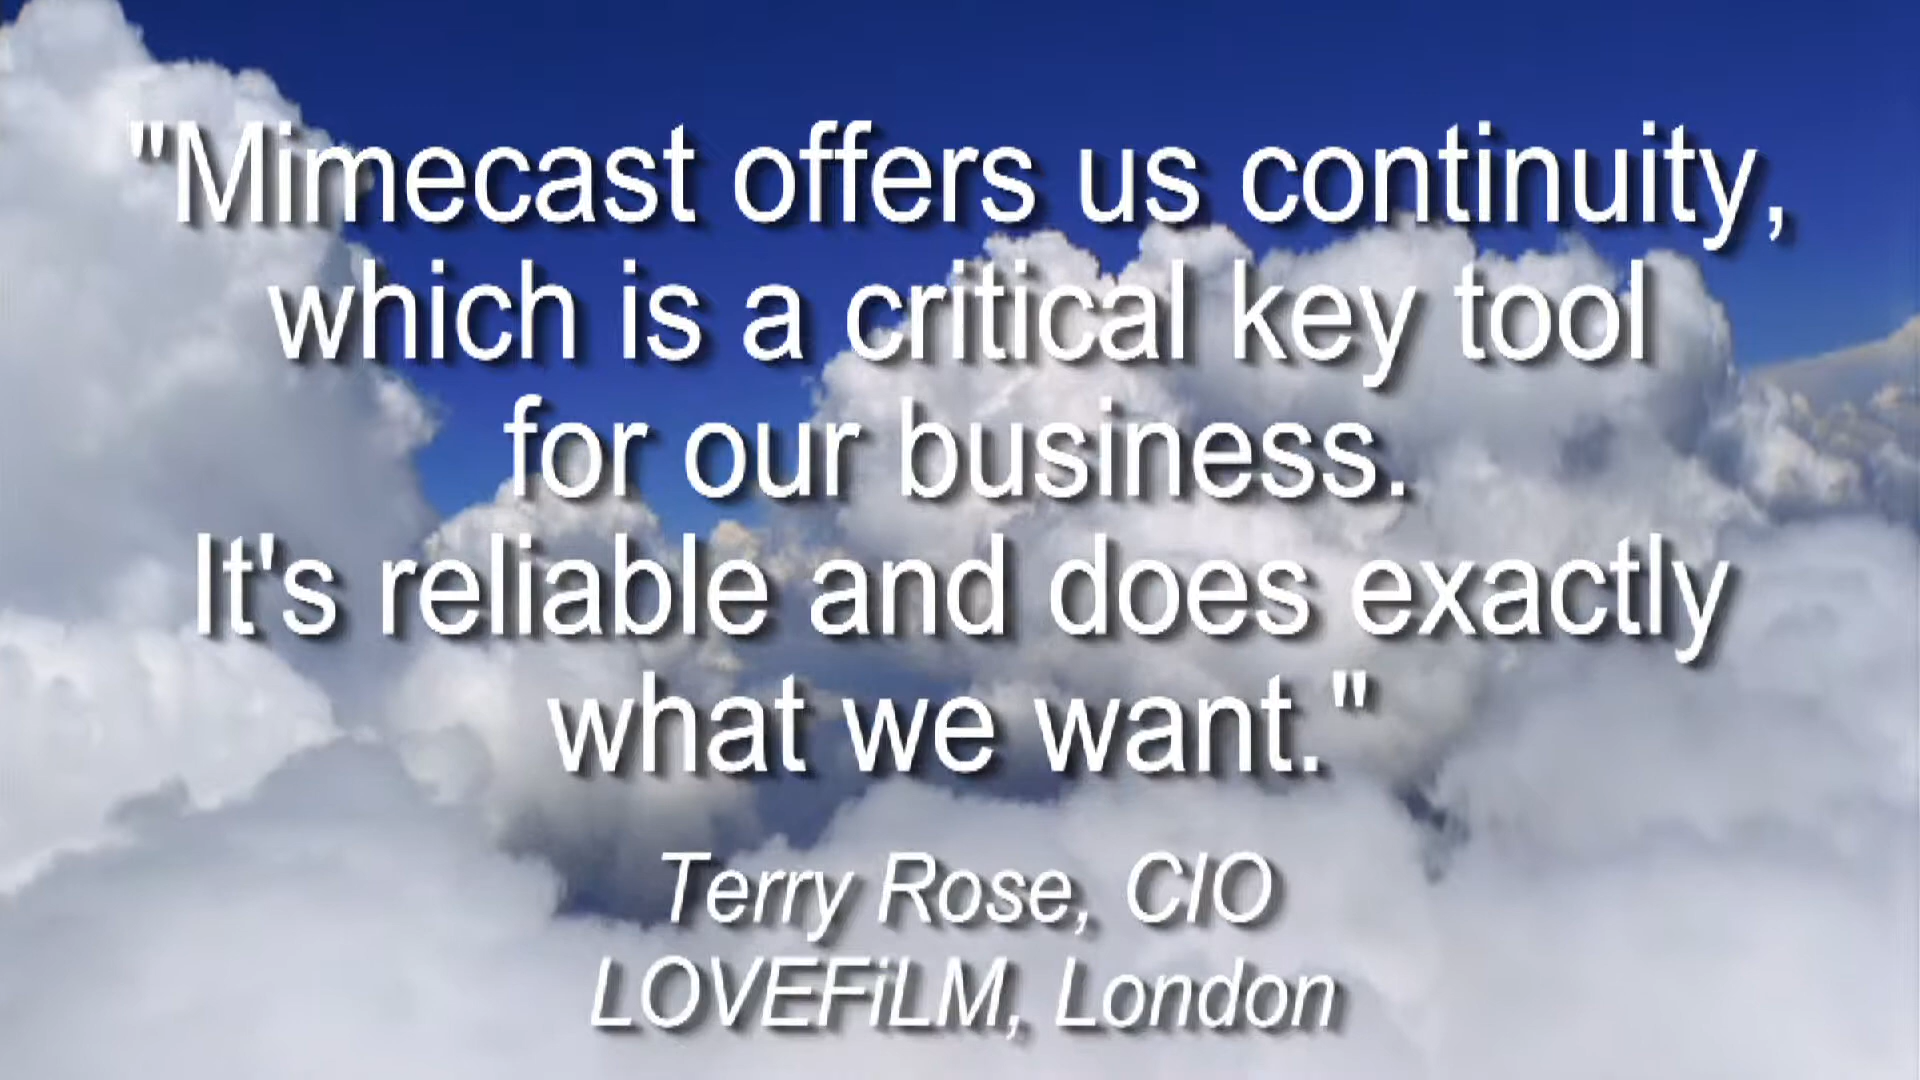 "Mimecast offers us continuity,
which is a critical key tool
for our business.
It's reliable and does exactly
what we want."
Terry Rose, CIO
LOVEFiLM, London